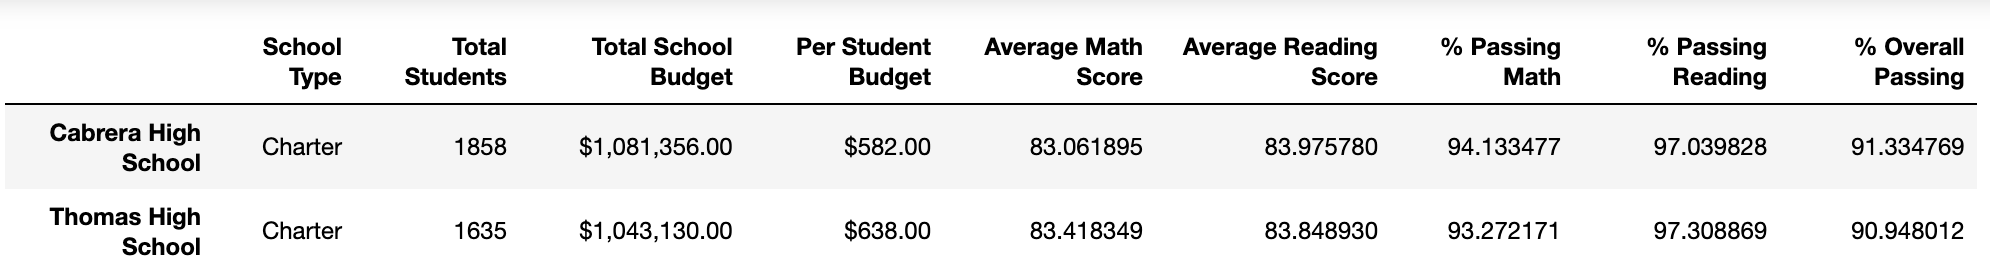 School Type Total Students Total School Budget Per Student Budget Average Math Score Average Reading Score % Passing Math % Passing Reading % Overall Passing
Cabrera High School Charter 1858 $1,081,356.00 $582.00 83.061895 83.975780 94.133477 97.039828 91.334769
Thomas High School Charter 1635 $1,043,130.00 $638.00 83.418349 83.848930 93.272171 97.308869 90.948012